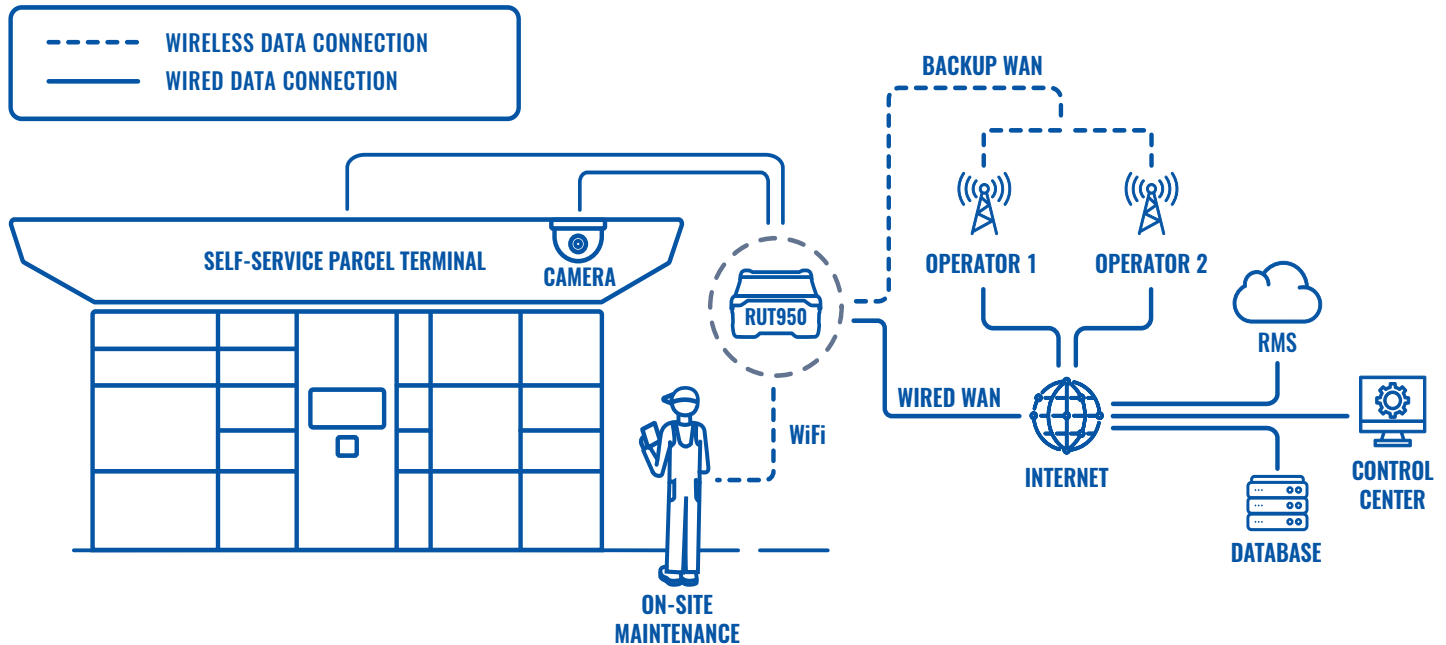 WIRELESS DATA CONNECTION
WIRED DATA CONNECTION
BACKUP WAN
SELF-SERVICE PARCEL TERMINAL
CAMERA
OPERATOR 1
OPERATOR 2
RUT950
RMS
WIRED WAN
WiFi
INTERNET
CONTROL
CENTER
DATABASE
ON-SITE
MAINTENANCE